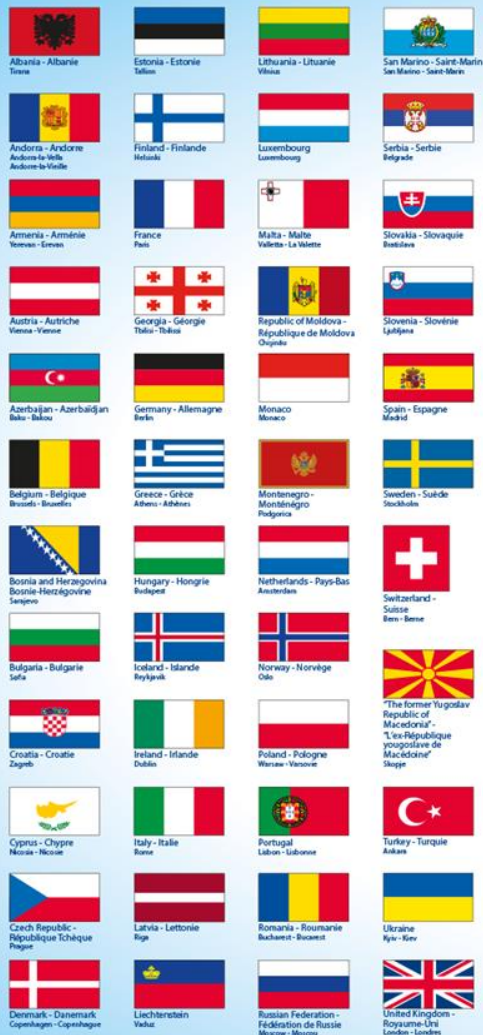 Albania - Albanie
Tirana
Andorra - Andorre
Andorra-la-Vella
Andorre-la-Vieille
Armenia - Arménie
Yerevan - Erevan
Austria - Autriche
Vienna - Vienne
Azerbaijan - Azerbaïdjan
Baku - Bakou
Belgium - Belgique
Brussels - Bruxelles
Bosnia and Herzegovina
Bosnie-Herzégovine
Sarajevo
Bulgaria - Bulgarie
Sofia
Croatia - Croatie
Zagreb
Cyprus - Chypre
Nicosia - Nicosie
Czech Republic -
République Tchèque
Prague
Denmark - Danemark
Copenhagen - Copenhague
Estonia - Estonie
Tallinn
Finland - Finlande
Helsinki
France
Paris
Georgia - Géorgie
Tbilisi - Tbilissi
Germany - Allemagne
Berlin
Greece - Grèce
Athens - Athènes
Hungary - Hongrie
Budapest
Iceland - Islande
Reykjavik
Ireland - Irlande
Dublin
Italy - Italie
Rome
Latvia - Lettonie
Riga
Liechtenstein
Vaduz
Lithuania - Lituanie
Vilnius
Luxembourg
Luxembourg
Malta - Malte
Valletta - La Valette
Republic of Moldova -
République de Moldova
Chişinău
Monaco
Monaco
Montenegro -
Monténégro
Podgorica
Netherlands - Pays-Bas
Amsterdam
Norway - Norvège
Oslo
Poland - Pologne
Warsaw - Varsovie
Portugal
Lisbon - Lisbonne
Romania - Roumanie
Bucharest - Bucarest
Russian Federation -
Fédération de Russie
Moscow - Moscou
San Marino - Saint-Marin
San Marino - Saint-Marin
Serbia - Serbie
Belgrade
Slovakia - Slovaquie
Bratislava
Slovenia - Slovénie
Ljubljana
Spain - Espagne
Madrid
Sweden - Suède
Stockholm
Switzerland -
Suisse
Bern - Berne
"The former Yugoslav
Republic of
Macedonia" -
"L'ex-République
yougoslave de
Macédoine"
Skopje
Turkey - Turquie
Ankara
Ukraine
Kyiv - Kiev
United Kingdom -
Royaume-Uni
London - Londres